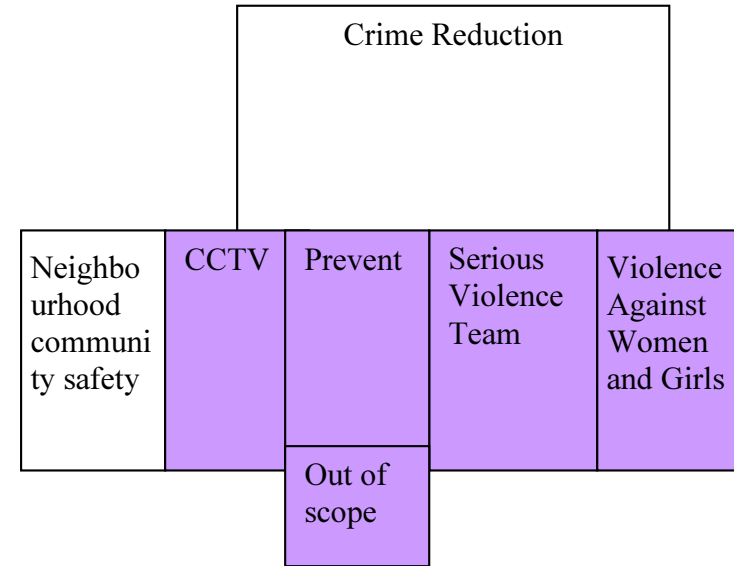 Crime Reduction
Neighbo
urhood
communi
ty safety
CCTV
Prevent
Serious
Violence
Team
Violence
Against
Women
and Girls
Out of
scope